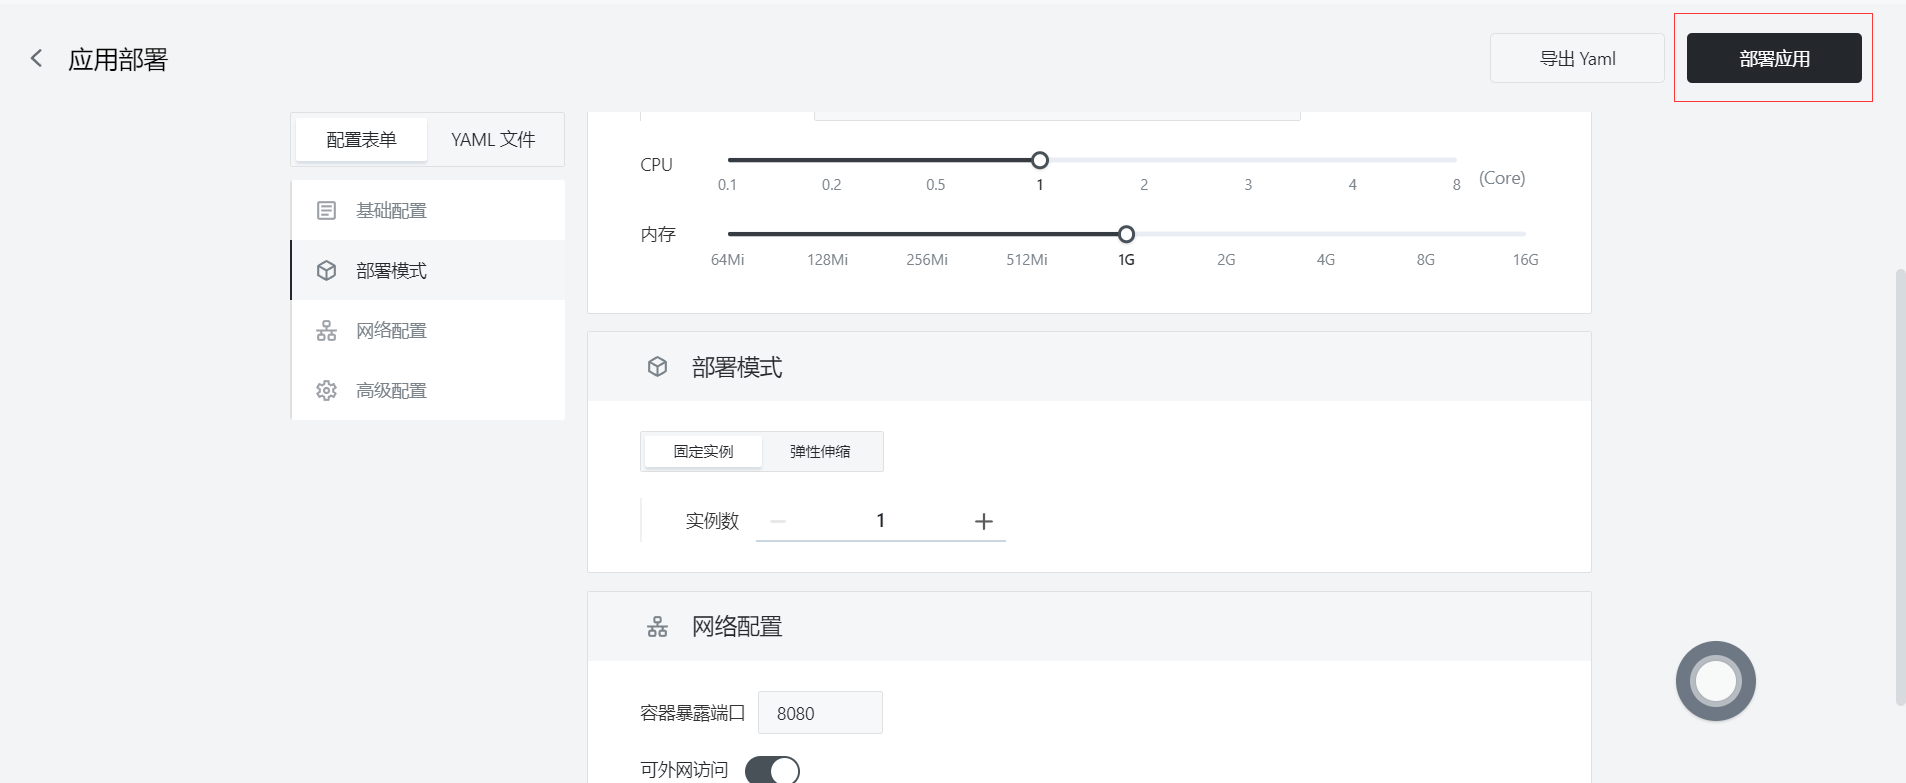 应用部署
导出 Yaml
部署应用
配置表单
YAML 文件
基础配置
部署模式
网络配置
高级配置
CPU
0.1 0.2 0.5 1 2 3 4 8 (Core)
内存
64Mi 128Mi 256Mi 512Mi 1G 2G 4G 8G 16G
部署模式
固定实例 弹性伸缩
实例数 1
网络配置
容器暴露端口 8080
可外网访问